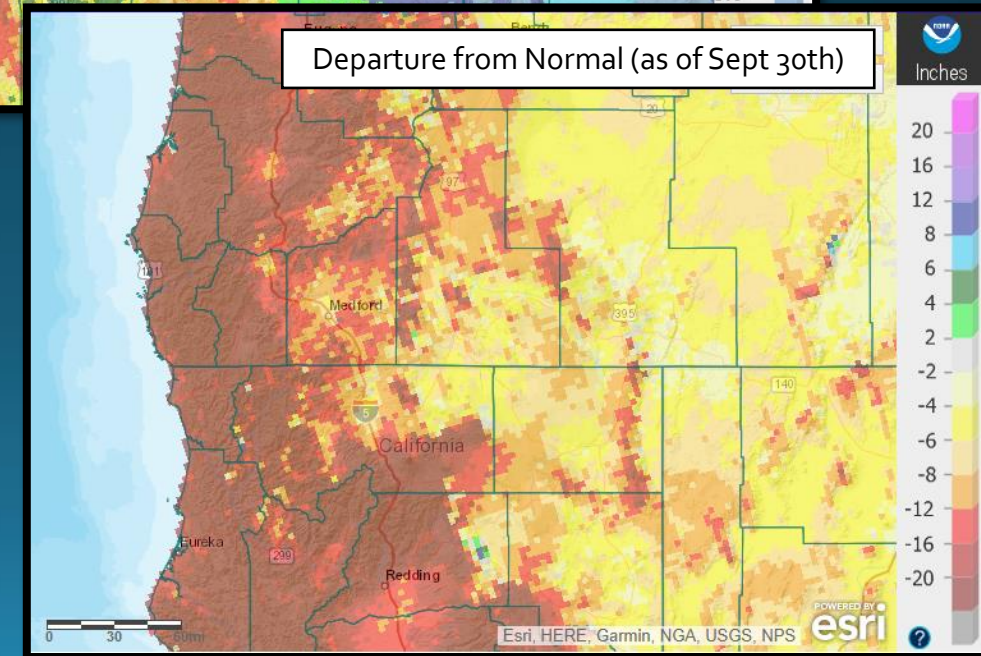 Departure from Normal (as of Sept 30th)
NOAA
Inches
20
16
12
8
6
4
2
-2
-4
-6
-8
-12
-16
-20
20
97
101
Medford
395
140
5
California
Eureka
299
Redding
0 30 60mi
Esri, HERE, Garmin, NGA, USGS, NPS
POWERED BY
esri
?